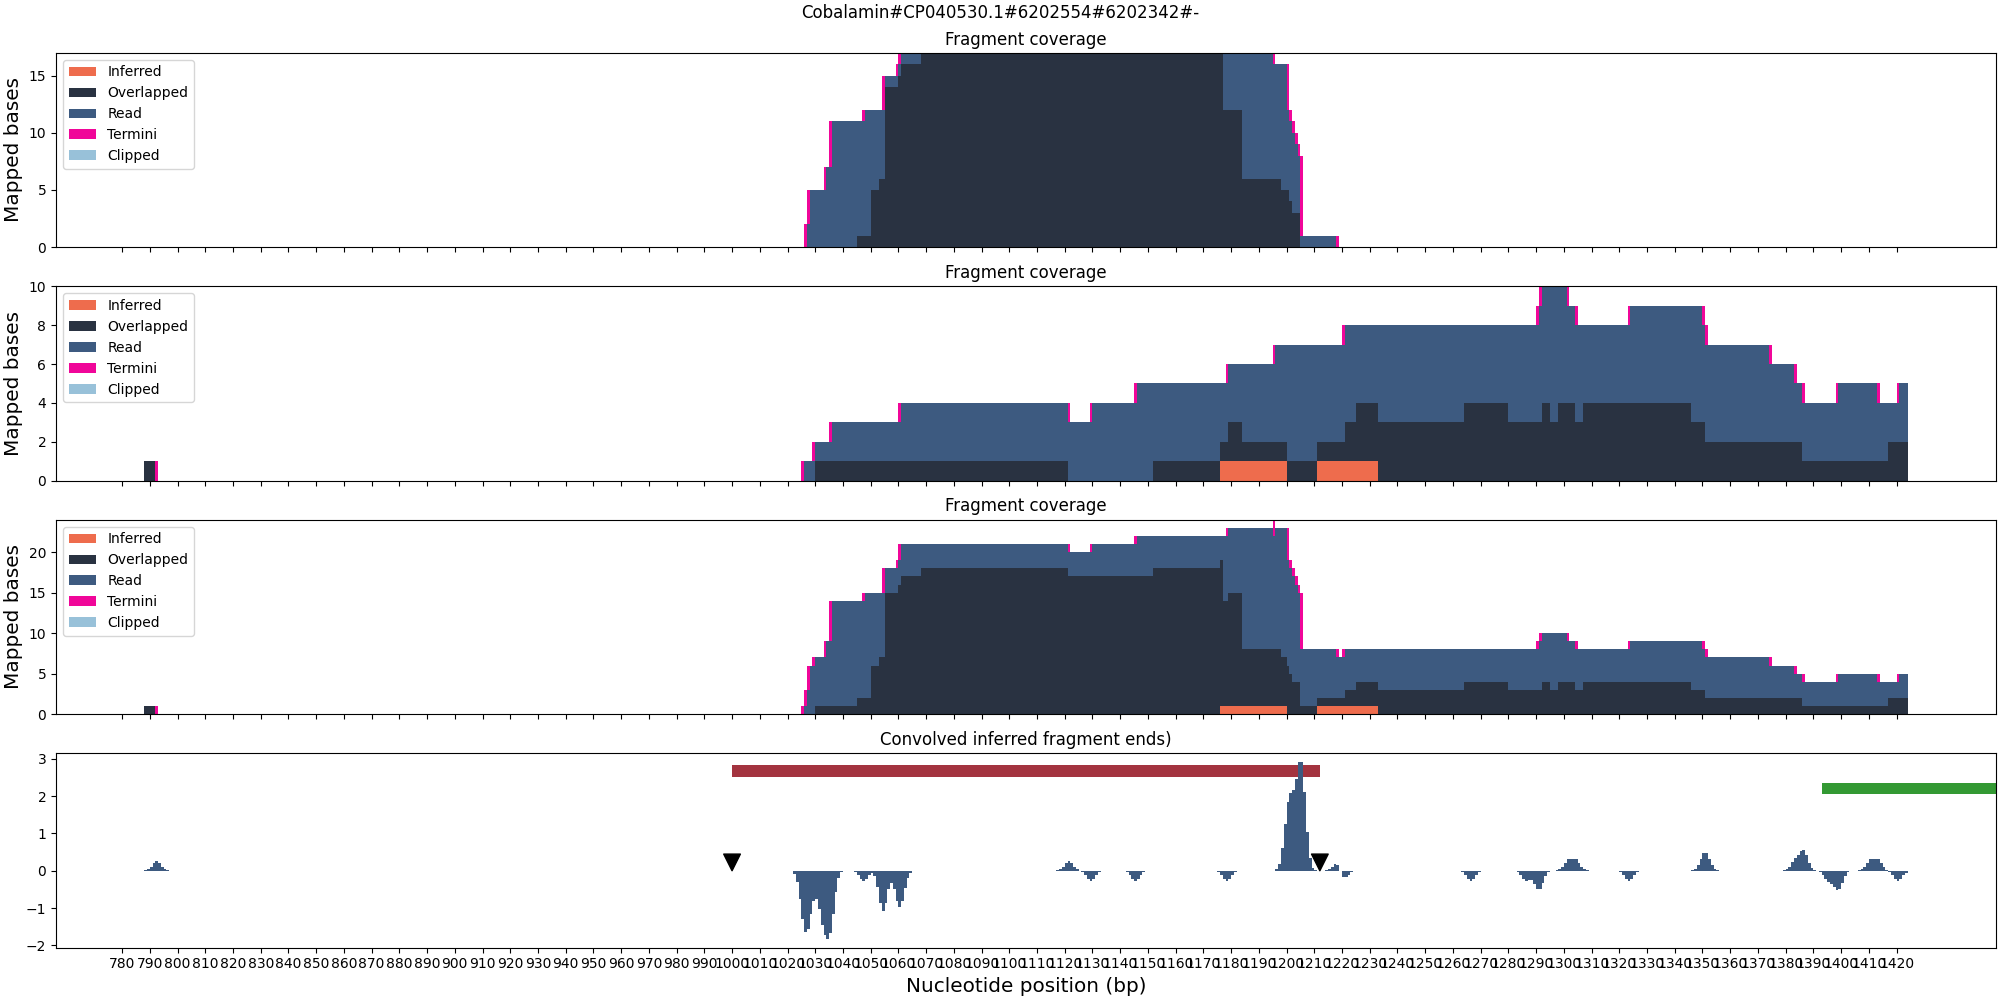 Cobalamin#CP040530.1#6202554#6202342#-
Fragment coverage
Mapped bases
15
10
5
0
Inferred
Overlapped
Read
Termini
Clipped
Fragment coverage
Mapped bases
10
8
6
4
2
0
Inferred
Overlapped
Read
Termini
Clipped
Fragment coverage
Mapped bases
20
15
10
5
0
Inferred
Overlapped
Read
Termini
Clipped
Convolved inferred fragment ends)
3
2
1
0
−1
−2
780 790 800 810 820 830 840 850 860 870 880 890 900 910 920 930 940 950 960 970 980 990 1000 1010 1020 1030 1040 1050 1060 1070 1080 1090 1100 1110 1120 1130 1140 1150 1160 1170 1180 1190 1200 1210 1220 1230 1240 1250 1260 1270 1280 1290 1300 1310 1320 1330 1340 1350 1360 1370 1380 1390 1400 1410 1420
Nucleotide position (bp)